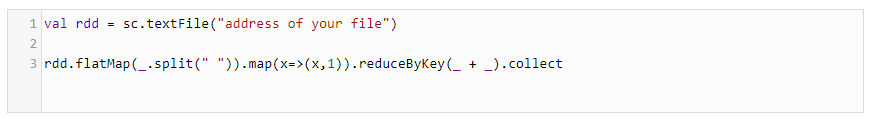 1 val rdd = sc.textFile("address of your file")
2
3 rdd.flatMap(_.split(" ")).map(x=>(x,1)).reduceByKey(_ + _).collect